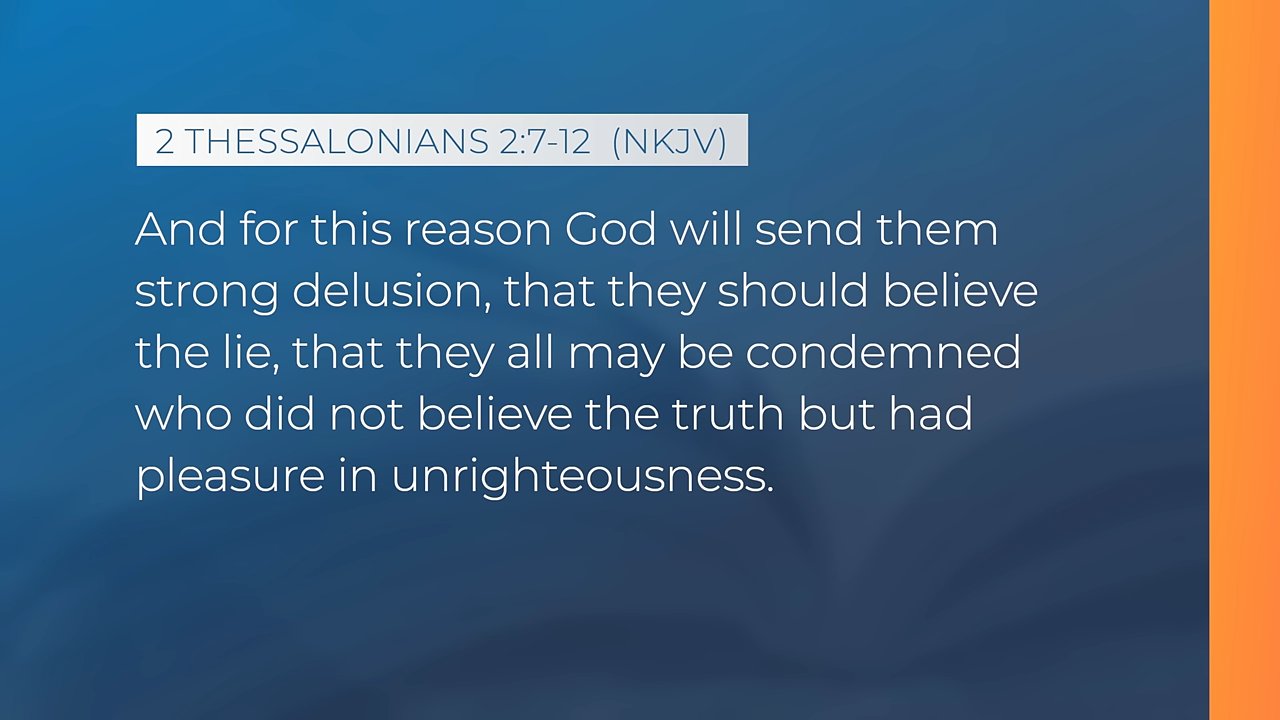 2 THESSALONIANS 2:7-12 (NKJV)
And for this reason God will send them
strong delusion, that they should believe
the lie, that they all may be condemned
who did not believe the truth but had
pleasure in unrighteousness.